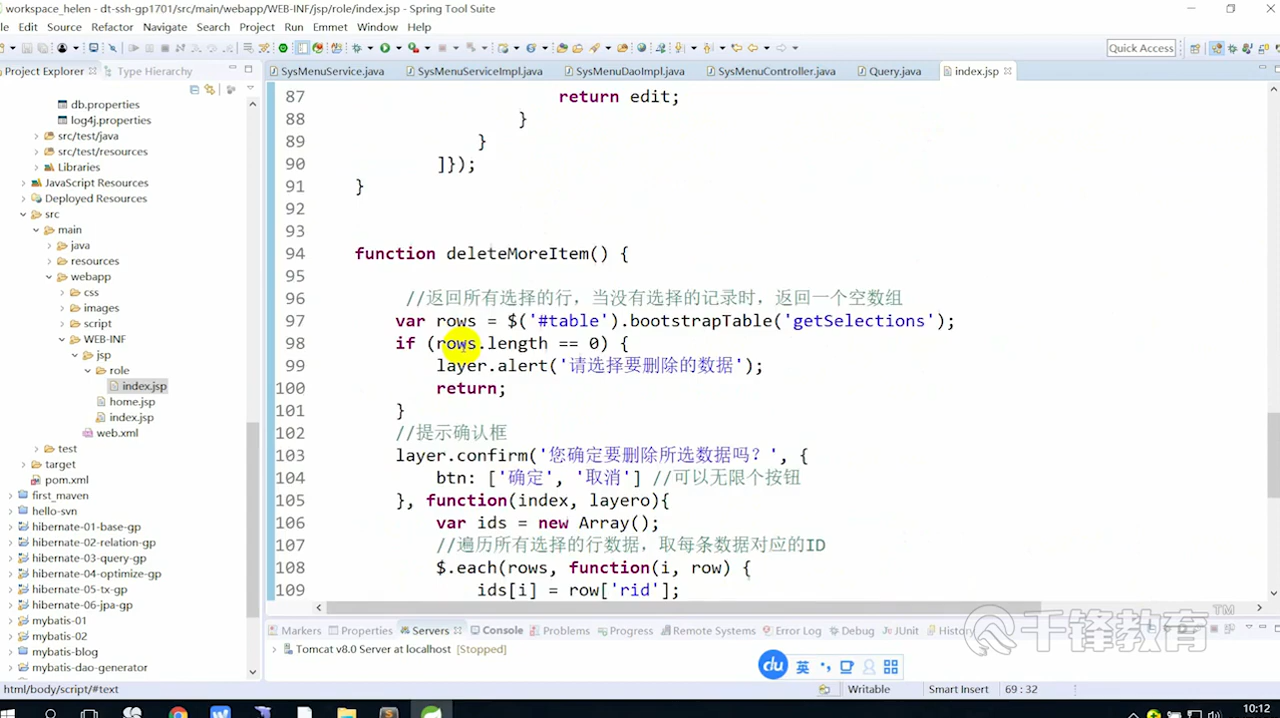 workspace_helen - dt-ssh-gp1701/src/main/webapp/WEB-INF/jsp/role/index.jsp - Spring Tool Suite
Edit Source Refactor Navigate Search Project Run Emmet Window Help
Quick Access
Project Explorer Type Hierarchy
SysMenuService.java SysMenuServiceImpl.java SysMenuDaoImpl.java SysMenuController.java Query.java index.jsp
db.properties
log4j.properties
src/test/java
src/test/resources
Libraries
JavaScript Resources
Deployed Resources
src
main
java
resources
webapp
css
images
script
WEB-INF
jsp
role
index.jsp
home.jsp
index.jsp
web.xml
test
target
pom.xml
first_maven
hello-svn
hibernate-01-base-gp
hibernate-02-relation-gp
hibernate-03-query-gp
hibernate-04-optimize-gp
hibernate-05-tx-gp
hibernate-06-jpa-gp
mybatis-01
mybatis-02
mybatis-blog
mybatis-dao-generator
87 return edit;
88 }
89 }
90 ]});
91 }
92
93
94 function deleteMoreItem() {
95
96 //返回所有选择的行，当没有选择的记录时，返回一个空数组
97 var rows = $('#table').bootstrapTable('getSelections');
98 if (rows.length == 0) {
99 layer.alert('请选择要删除的数据');
100 return;
101 }
102 //提示确认框
103 layer.confirm('您确定要删除所选数据吗？', {
104 btn: ['确定', '取消'] //可以无限个按钮
105 }, function(index, layero){
106 var ids = new Array();
107 //遍历所有选择的行数据，取每条数据对应的ID
108 $.each(rows, function(i, row) {
109 ids[i] = row['rid'];
Markers Properties Servers Console Problems Progress Remote Systems Error Log Debug JUnit History
Tomcat v8.0 Server at localhost [Stopped]
千锋教育 TM
du 英
html/body/script/#text Writable Smart Insert 69 : 32
10:12